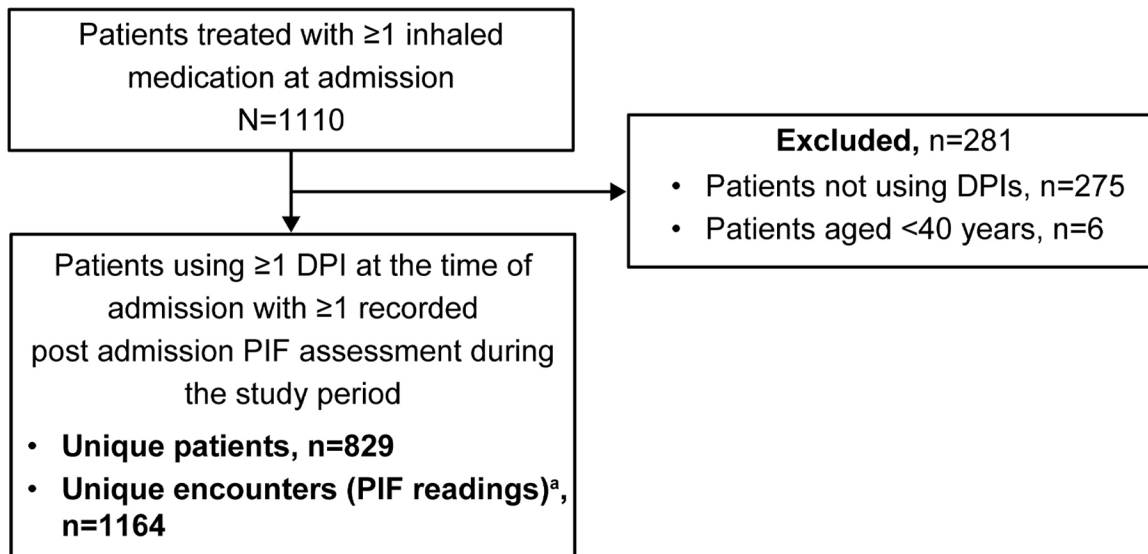 Patients treated with ≥1 inhaled
medication at admission
N=1110
Excluded, n=281
• Patients not using DPIs, n=275
• Patients aged <40 years, n=6
Patients using ≥1 DPI at the time of
admission with ≥1 recorded
post admission PIF assessment during
the study period
• Unique patients, n=829
• Unique encounters (PIF readings)ᵃ,
n=1164